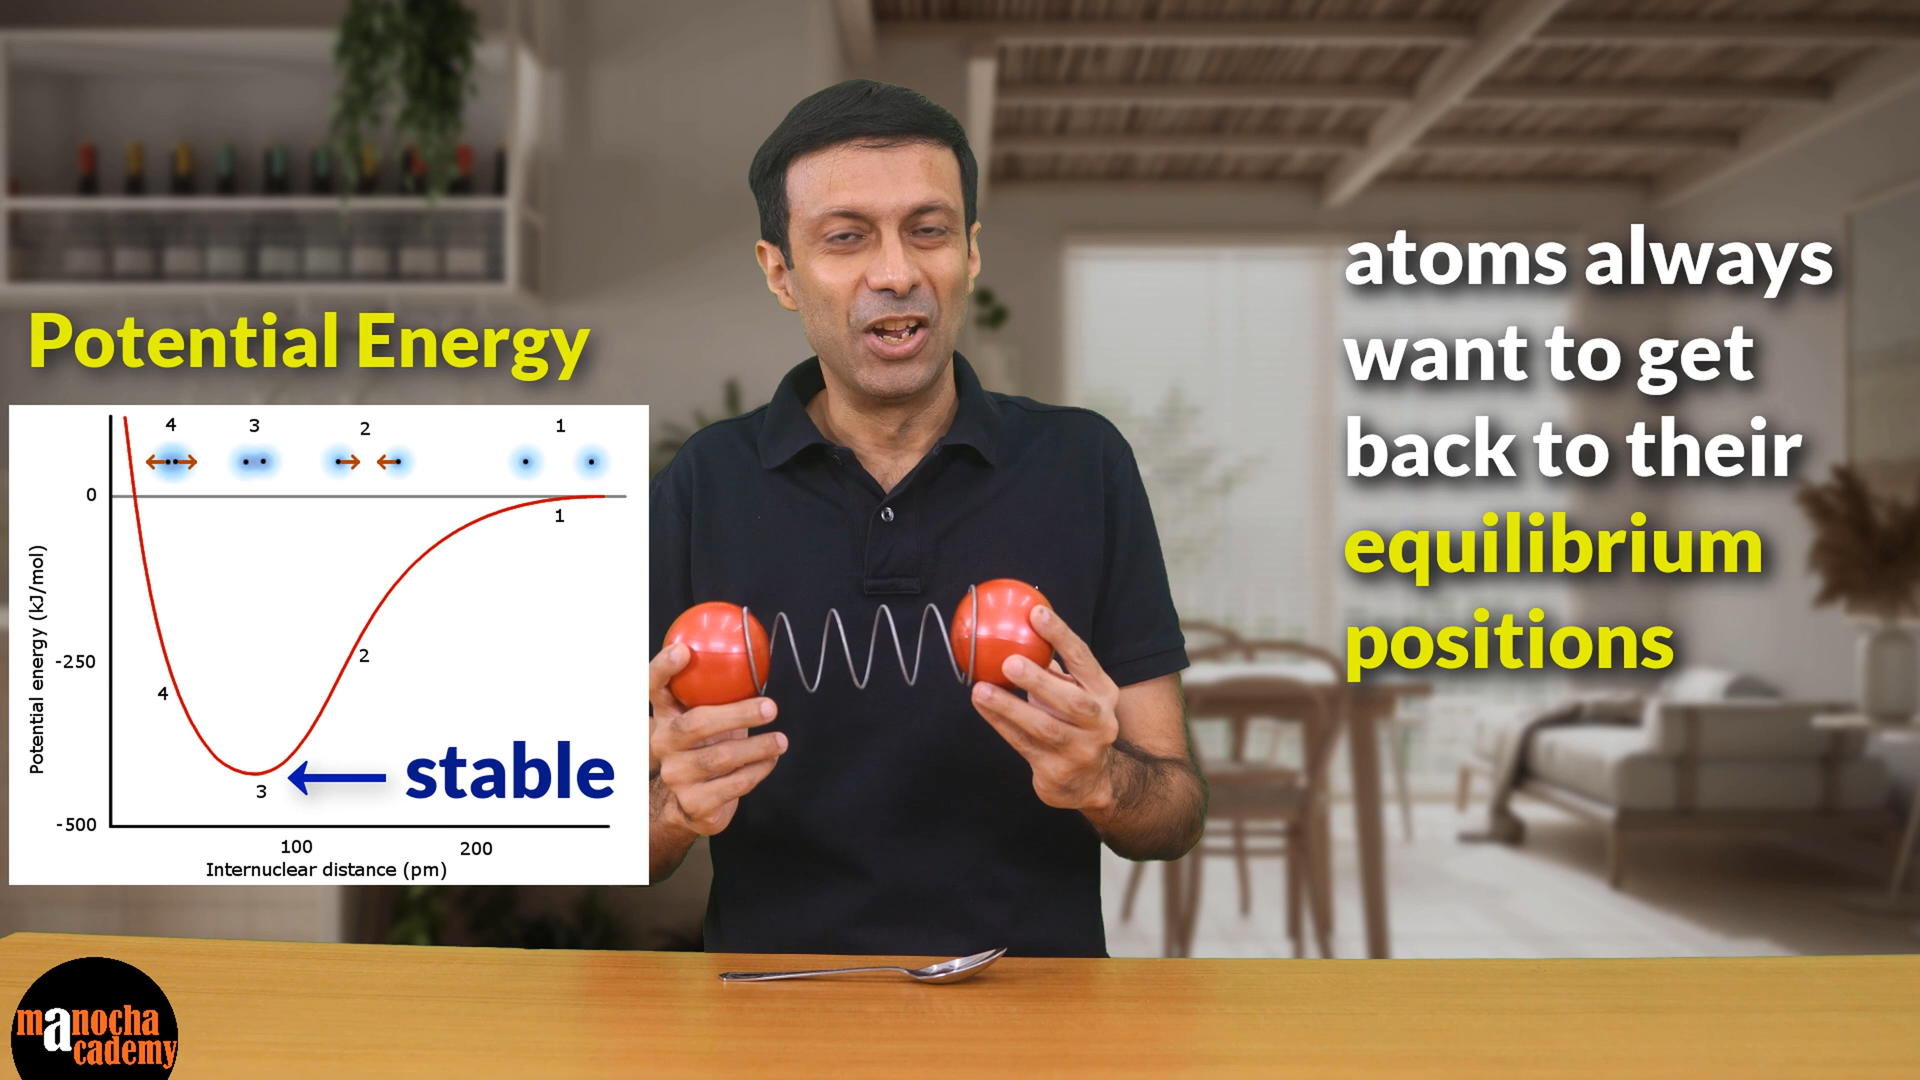 Potential Energy
4 3 2 1
0
1
-250
2
4
Potential energy (kJ/mol)
stable
3
-500
100 200
Internuclear distance (pm)
atoms always
want to get
back to their
equilibrium
positions
manocha
academy